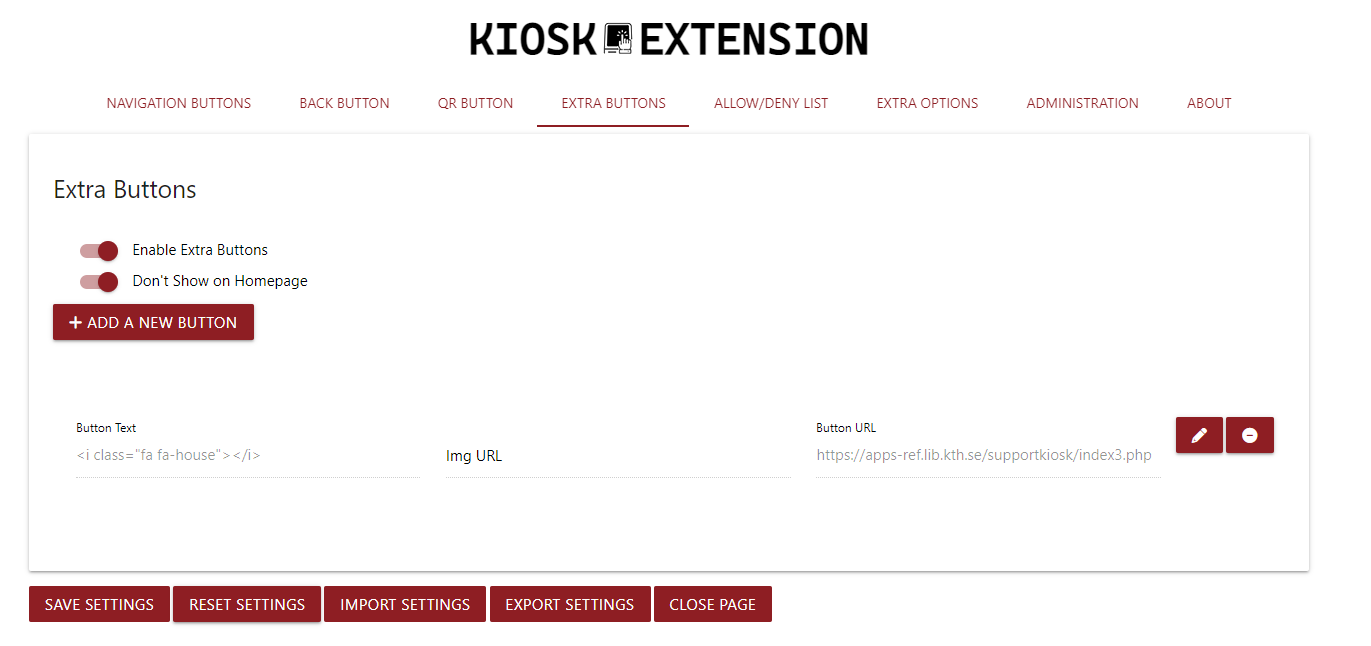 KIOSK EXTENSION
NAVIGATION BUTTONS BACK BUTTON QR BUTTON EXTRA BUTTONS ALLOW/DENY LIST EXTRA OPTIONS ADMINISTRATION ABOUT
Extra Buttons
Enable Extra Buttons
Don't Show on Homepage
+ ADD A NEW BUTTON
Button Text Button URL
<i class="fa fa-house"></i> Img URL https://apps-ref.lib.kth.se/supportkiosk/index3.php
SAVE SETTINGS RESET SETTINGS IMPORT SETTINGS EXPORT SETTINGS CLOSE PAGE